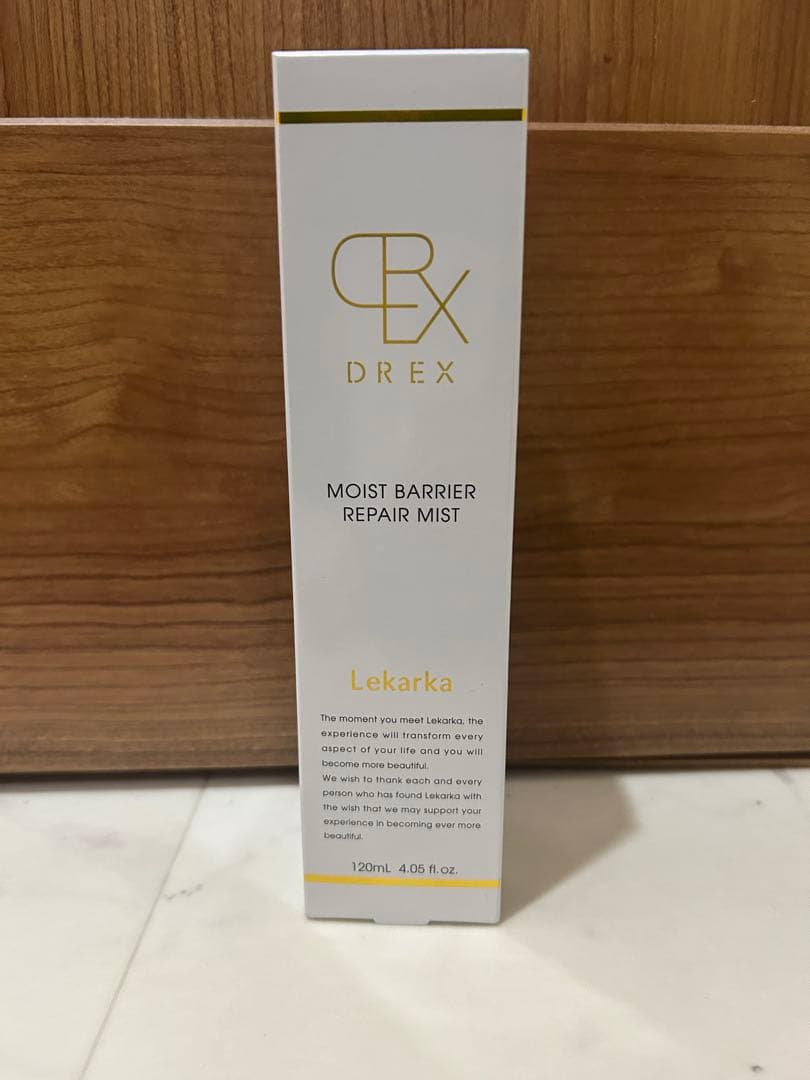 DREX
DREX
MOIST BARRIER
REPAIR MIST
Lekarka
The moment you meet Lekarka, the
experience will transform every
aspect of your life and you will
become more beautiful.
We wish to thank each and every
person who has found Lekarka with
the wish that we may support your
experience in becoming ever more
beautiful.
120mL 4.05 fl.oz.